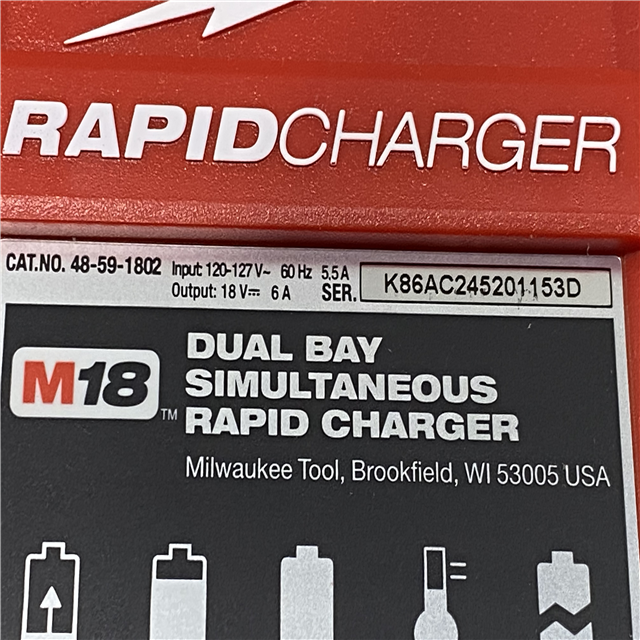 RAPIDCHARGER
CAT.NO. 48-59-1802 Input: 120-127 V~ 60 Hz 5.5 A
Output: 18 V⎓ 6 A SER. K86AC245201153D
M18™
DUAL BAY
SIMULTANEOUS
RAPID CHARGER
Milwaukee Tool, Brookfield, WI 53005 USA